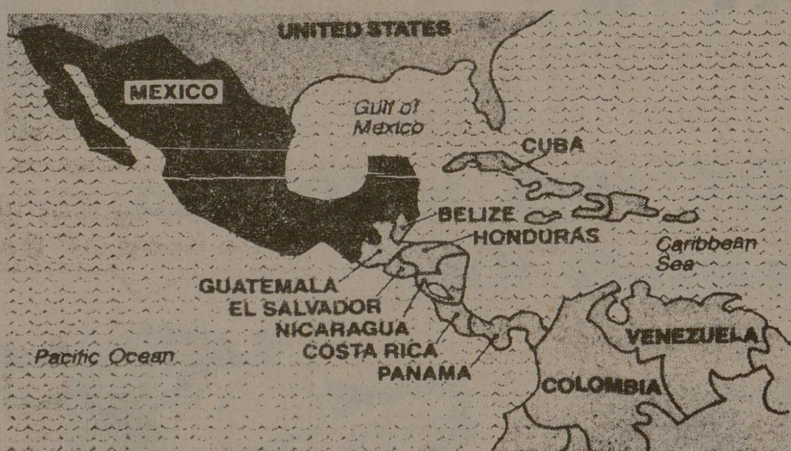 UNITED STATES
MEXICO
Gulf of
Mexico
CUBA
BELIZE
HONDURAS
Caribbean
Sea
GUATEMALA
EL SALVADOR
NICARAGUA
COSTA RICA
PANAMA
Pacific Ocean
VENEZUELA
COLOMBIA